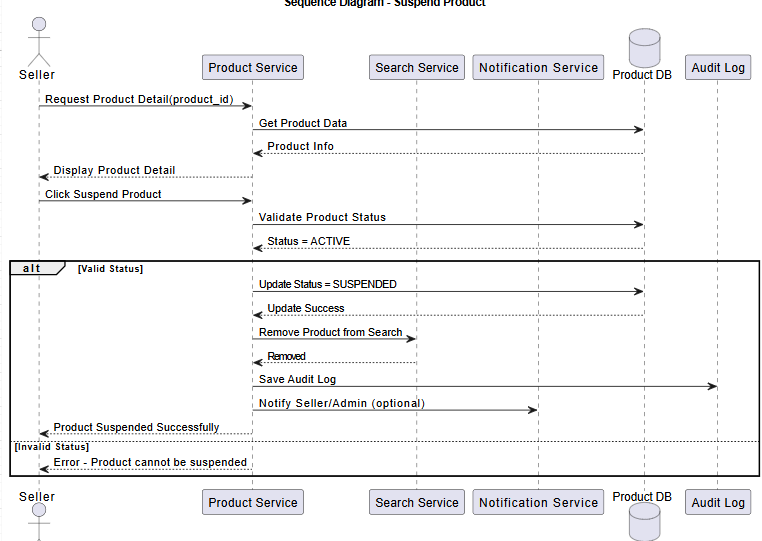 Sequence Diagram - Suspend Product
Seller
Product Service
Search Service
Notification Service
Product DB
Audit Log
Request Product Detail(product_id)
Get Product Data
Product Info
Display Product Detail
Click Suspend Product
Validate Product Status
Status = ACTIVE
alt
[Valid Status]
Update Status = SUSPENDED
Update Success
Remove Product from Search
Removed
Save Audit Log
Notify Seller/Admin (optional)
Product Suspended Successfully
[Invalid Status]
Error - Product cannot be suspended
Seller
Product Service
Search Service
Notification Service
Product DB
Audit Log